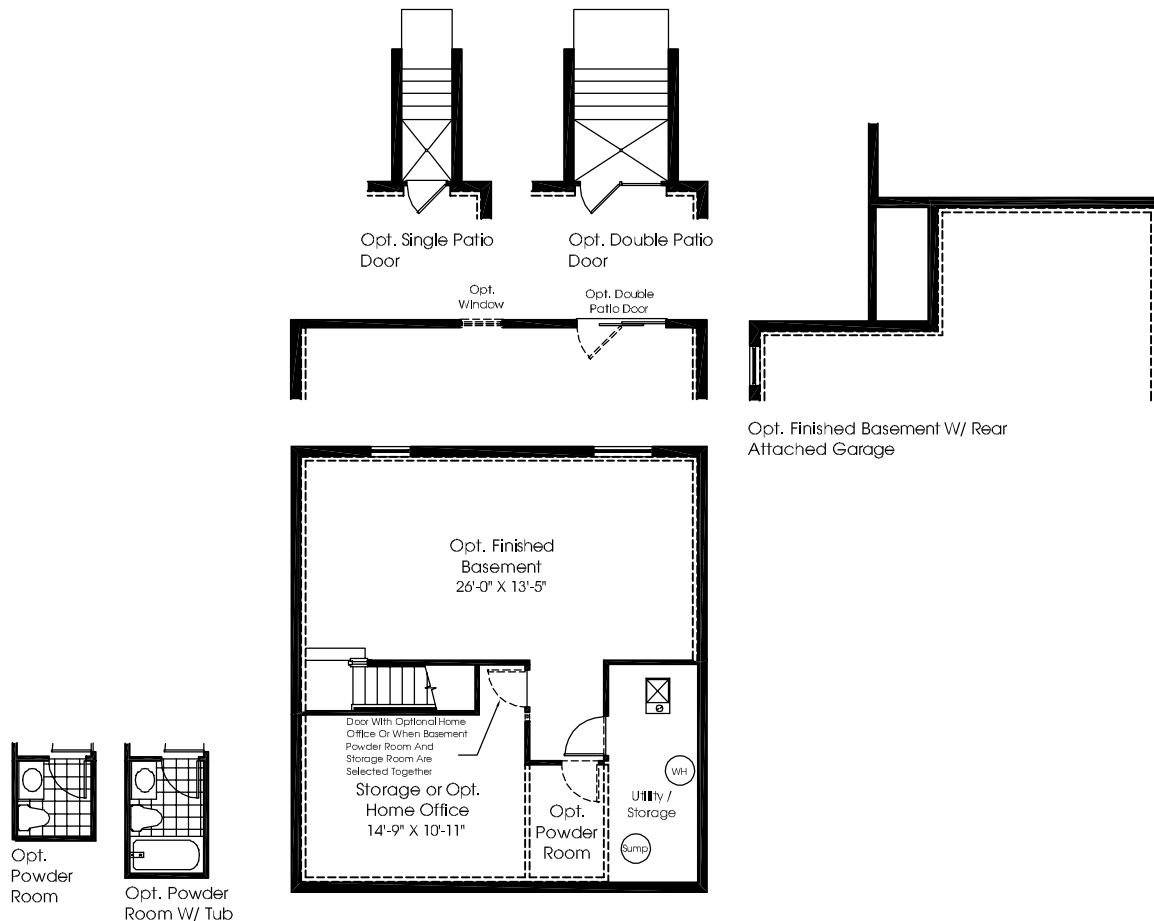 Opt. Single Patio
Door
Opt. Double Patio
Door
Opt.
Window
Opt. Double
Patio Door
Opt. Finished Basement W/ Rear
Attached Garage
Opt. Finished
Basement
26'-0" X 13'-5"
Door With Optional Home
Office Or When Basement
Powder Room And
Storage Room Are
Selected Together
Storage or Opt.
Home Office
14'-9" X 10'-11"
Opt.
Powder
Room
WH
Utility /
Storage
Sump
Opt.
Powder
Room
Opt. Powder
Room W/ Tub